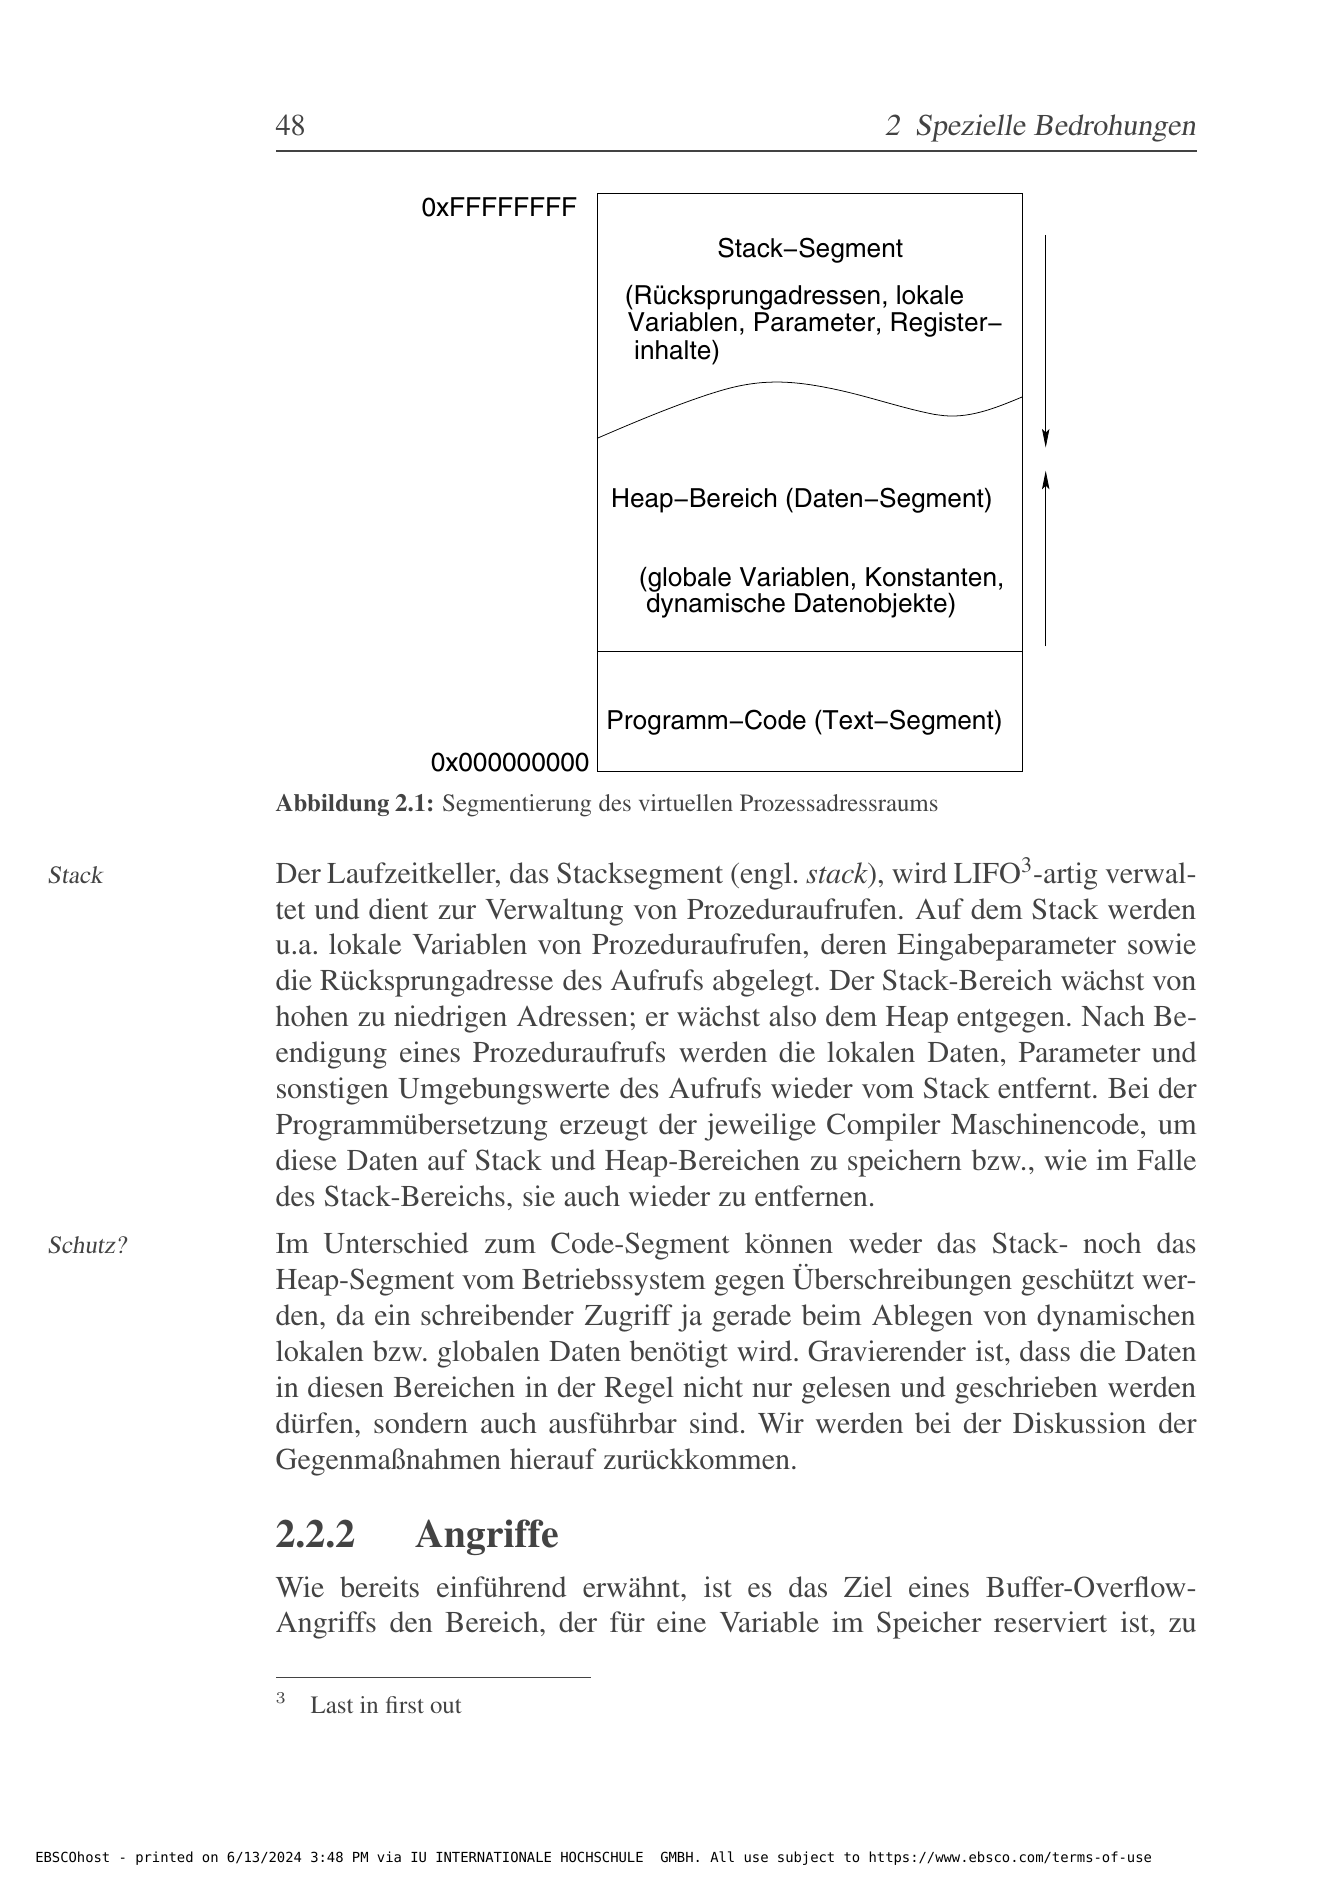 48
2 Spezielle Bedrohungen
0xFFFFFFFF
Stack–Segment
(Rücksprungadressen, lokale
Variablen, Parameter, Register–
inhalte)
Heap–Bereich (Daten–Segment)
(globale Variablen, Konstanten,
dynamische Datenobjekte)
Programm–Code (Text–Segment)
0x000000000
Abbildung 2.1: Segmentierung des virtuellen Prozessadressraums
Stack
Der Laufzeitkeller, das Stacksegment (engl. stack), wird LIFO³-artig verwal-
tet und dient zur Verwaltung von Prozeduraufrufen. Auf dem Stack werden
u.a. lokale Variablen von Prozeduraufrufen, deren Eingabeparameter sowie
die Rücksprungadresse des Aufrufs abgelegt. Der Stack-Bereich wächst von
hohen zu niedrigen Adressen; er wächst also dem Heap entgegen. Nach Be-
endigung eines Prozeduraufrufs werden die lokalen Daten, Parameter und
sonstigen Umgebungswerte des Aufrufs wieder vom Stack entfernt. Bei der
Programmübersetzung erzeugt der jeweilige Compiler Maschinencode, um
diese Daten auf Stack und Heap-Bereichen zu speichern bzw., wie im Falle
des Stack-Bereichs, sie auch wieder zu entfernen.
Schutz?
Im Unterschied zum Code-Segment können weder das Stack- noch das
Heap-Segment vom Betriebssystem gegen Überschreibungen geschützt wer-
den, da ein schreibender Zugriff ja gerade beim Ablegen von dynamischen
lokalen bzw. globalen Daten benötigt wird. Gravierender ist, dass die Daten
in diesen Bereichen in der Regel nicht nur gelesen und geschrieben werden
dürfen, sondern auch ausführbar sind. Wir werden bei der Diskussion der
Gegenmaßnahmen hierauf zurückkommen.
2.2.2 Angriffe
Wie bereits einführend erwähnt, ist es das Ziel eines Buffer-Overflow-
Angriffs den Bereich, der für eine Variable im Speicher reserviert ist, zu
³ Last in first out
EBSCOhost - printed on 6/13/2024 3:48 PM via IU INTERNATIONALE HOCHSCHULE GMBH. All use subject to https://www.ebsco.com/terms-of-use